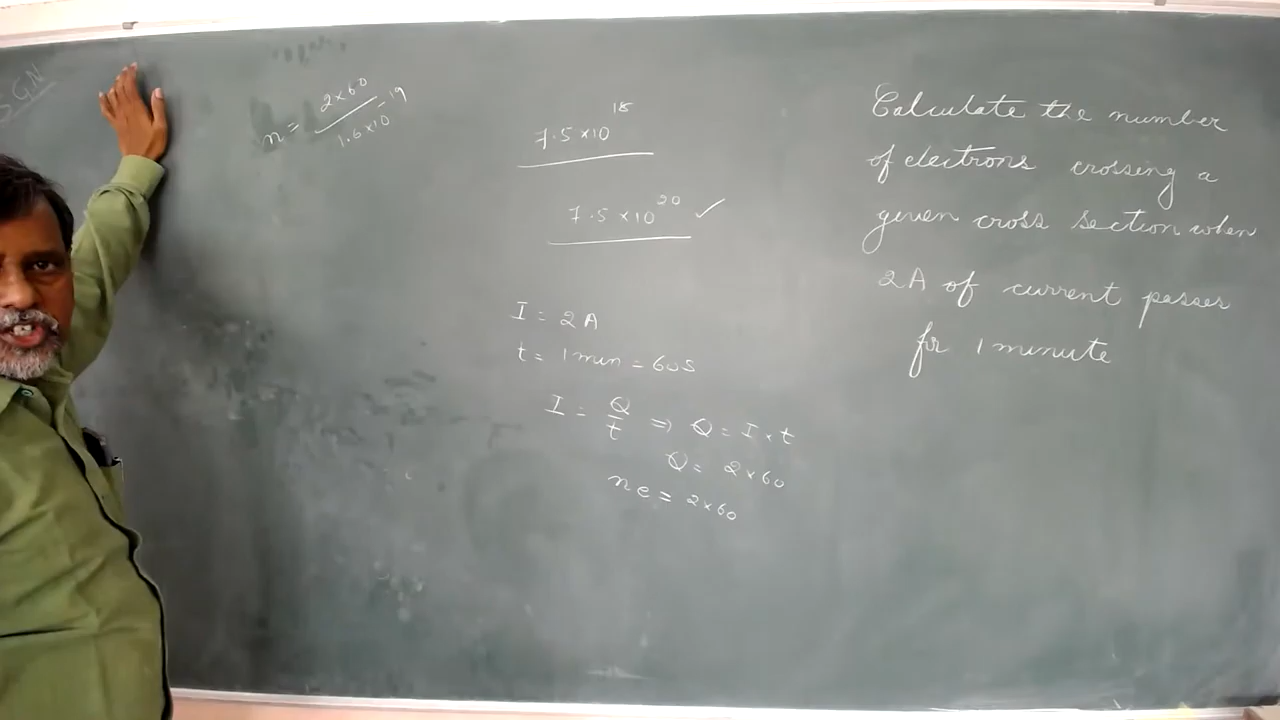 SGN
n = 2×60 / 1.6×10^-19
7.5×10^18
7.5×10^20 ✓
I = 2A
t = 1min = 60s
I = Q/t ⇒ Q = I×t
Q = 2×60
ne = 2×60
Calculate the number
of electrons crossing a
given cross section when
2A of current passes
for 1 minute